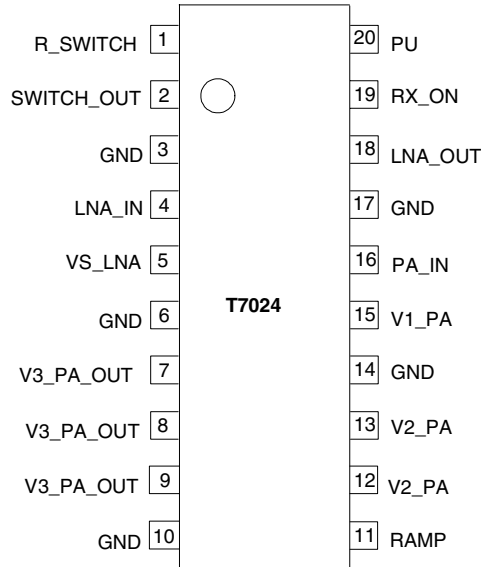 R_SWITCH 1 20 PU
SWITCH_OUT 2 19 RX_ON
GND 3 18 LNA_OUT
LNA_IN 4 17 GND
VS_LNA 5 16 PA_IN
T7024
GND 6 15 V1_PA
V3_PA_OUT 7 14 GND
V3_PA_OUT 8 13 V2_PA
V3_PA_OUT 9 12 V2_PA
GND 10 11 RAMP